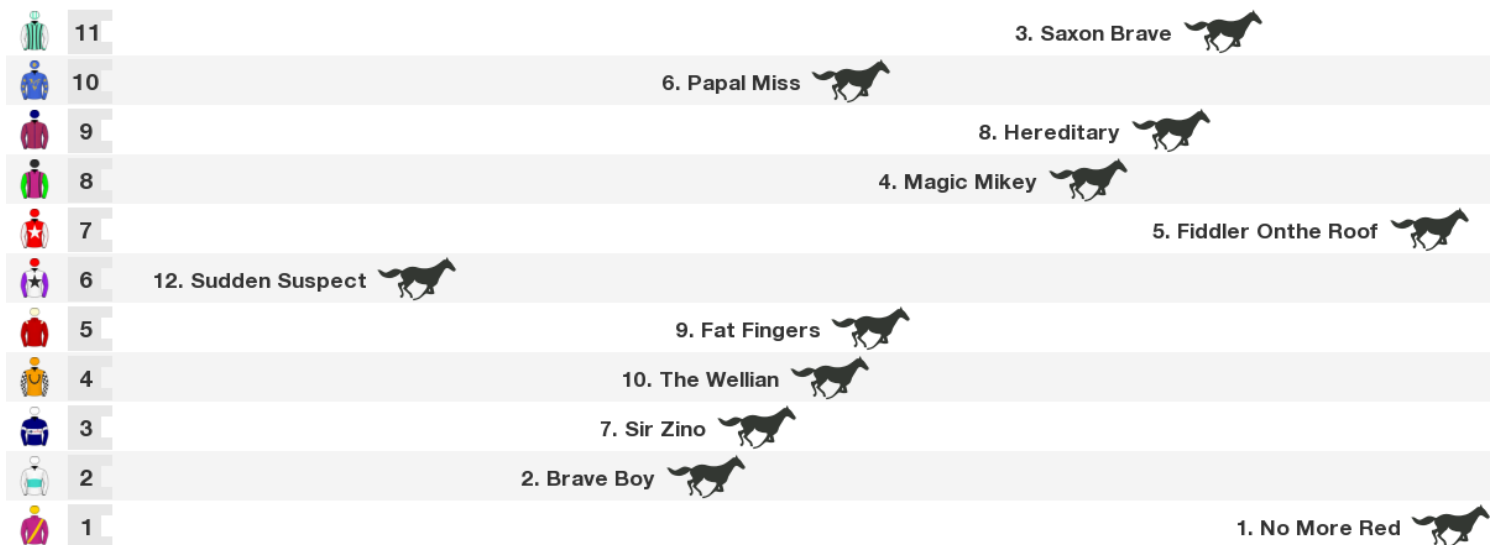 11 3. Saxon Brave
10 6. Papal Miss
9 8. Hereditary
8 4. Magic Mikey
7 5. Fiddler Onthe Roof
6 12. Sudden Suspect
5 9. Fat Fingers
4 10. The Wellian
3 7. Sir Zino
2 2. Brave Boy
1 1. No More Red